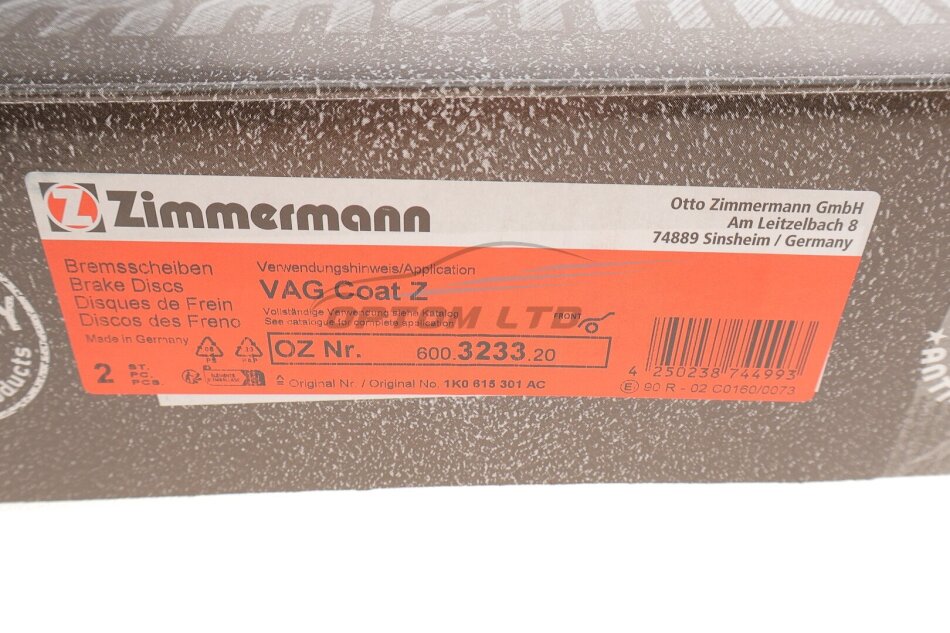 Zimmermann
Otto Zimmermann GmbH
Am Leitzelbach 8
74889 Sinsheim / Germany
Bremsscheiben
Brake Discs
Disques de Frein
Discos des Freno
Made in Germany
2 ST.
PC.
PCS.
Verwendungshinweis/Application
VAG Coat Z
Vollständige Verwendung siehe Katalog
See catalogue for complete application
FRONT
OZ Nr. 600.3233.20
Original Nr. / Original No. 1K0 615 301 AC
4 250238 744993
E 90 R - 02 C0160/0073